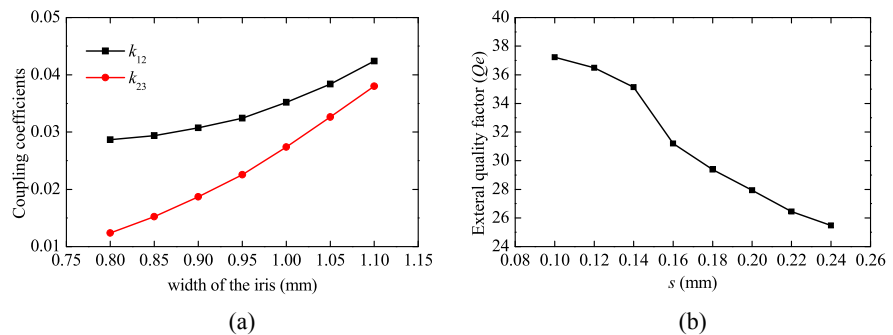 0.05
0.04
0.03
0.02
0.01
Coupling coefficients
k12
k23
0.75 0.80 0.85 0.90 0.95 1.00 1.05 1.10 1.15
width of the iris (mm)
(a)
40
38
36
34
32
30
28
26
24
Exteral quality factor (Qe)
0.08 0.10 0.12 0.14 0.16 0.18 0.20 0.22 0.24 0.26
s (mm)
(b)